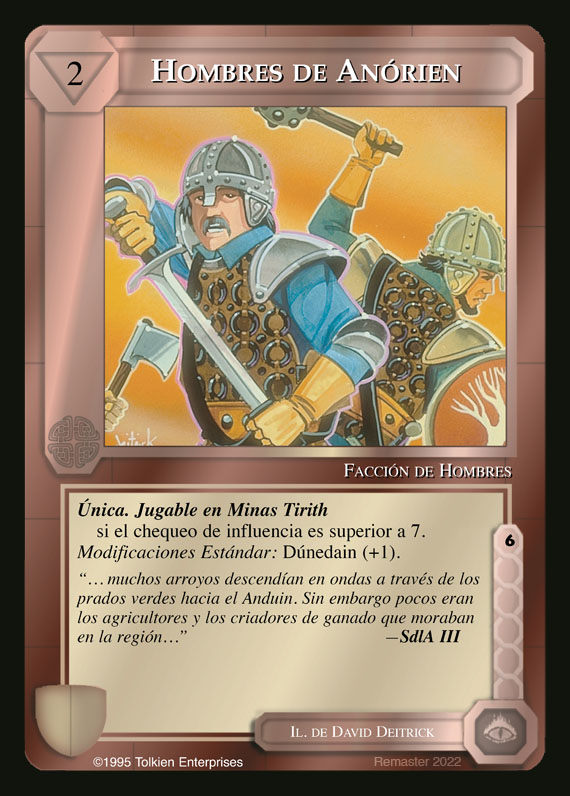 2
HOMBRES DE ANÓRIEN
FACCIÓN DE HOMBRES
Única. Jugable en Minas Tirith
si el chequeo de influencia es superior a 7.
Modificaciones Estándar: Dúnedain (+1).
6
“… muchos arroyos descendían en ondas a través de los
prados verdes hacia el Anduin. Sin embargo pocos eran
los agricultores y los criadores de ganado que moraban
en la región…” —SdlA III
IL. DE DAVID DEITRICK
©1995 Tolkien Enterprises
Remaster 2022